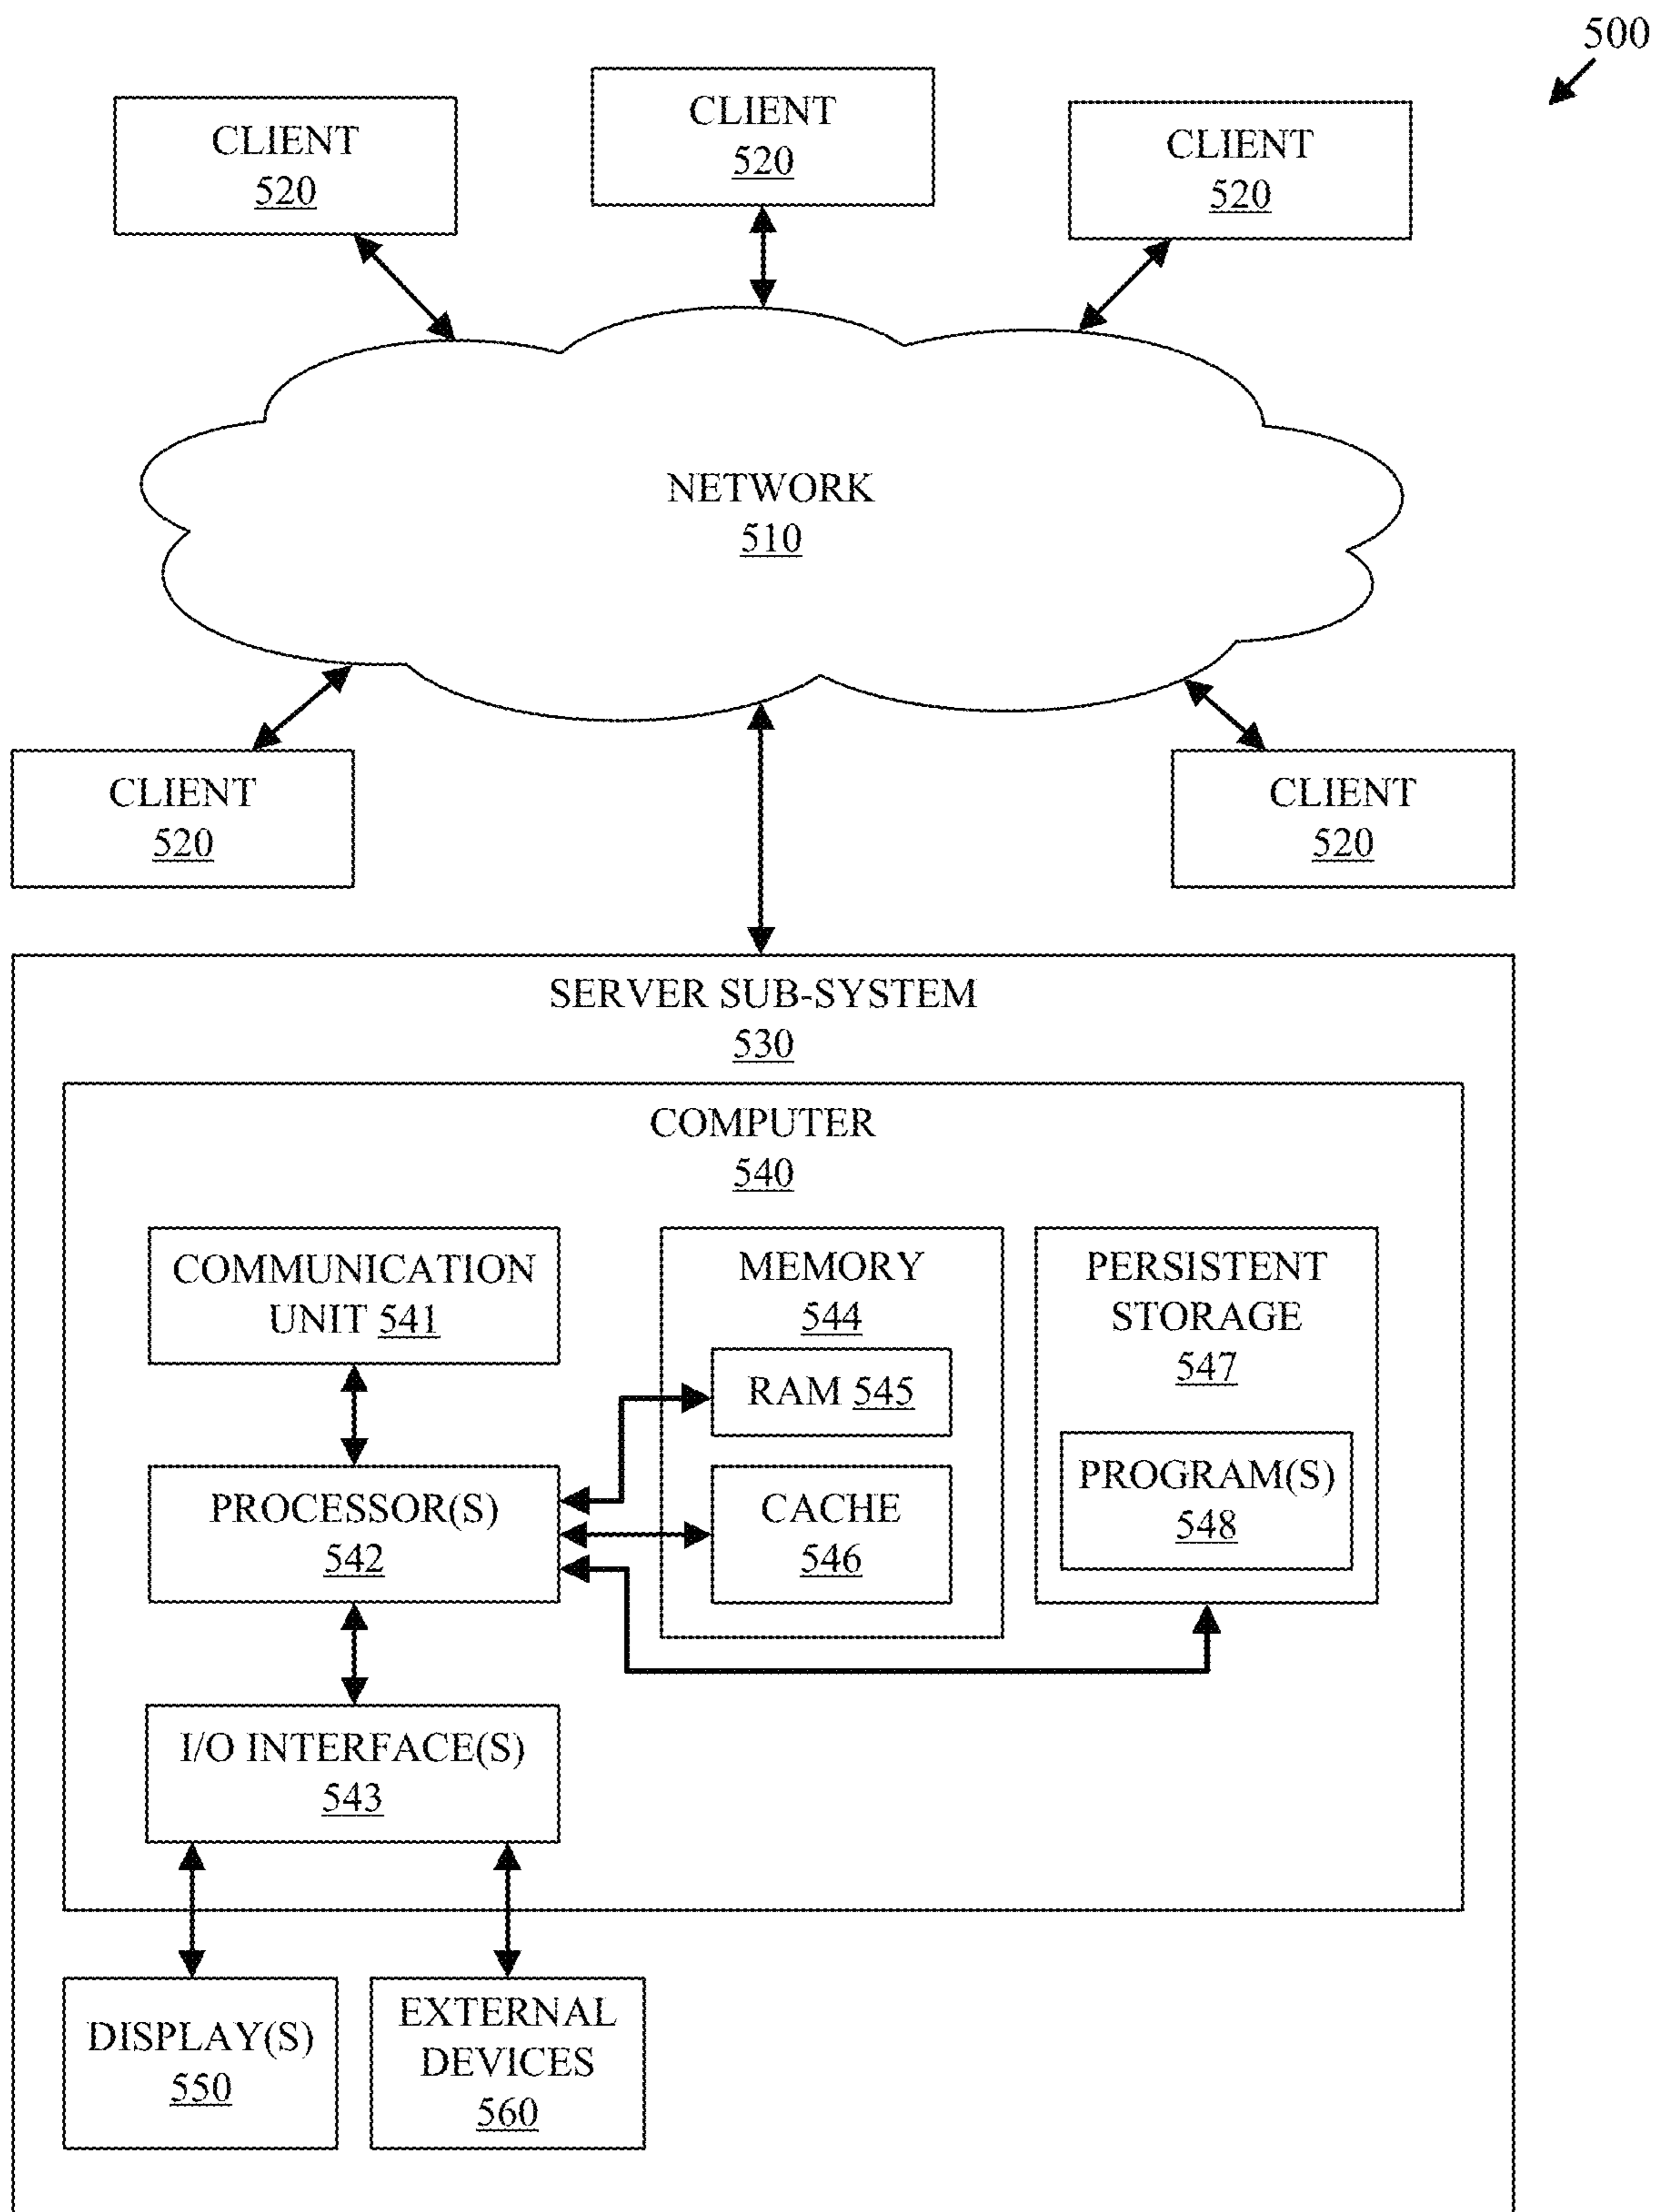 500
CLIENT
520
CLIENT
520
CLIENT
520
NETWORK
510
CLIENT
520
CLIENT
520
SERVER SUB-SYSTEM
530
COMPUTER
540
COMMUNICATION
UNIT 541
MEMORY
544
RAM 545
PERSISTENT
STORAGE
547
PROCESSOR(S)
542
CACHE
546
PROGRAM(S)
548
I/O INTERFACE(S)
543
DISPLAY(S)
550
EXTERNAL
DEVICES
560